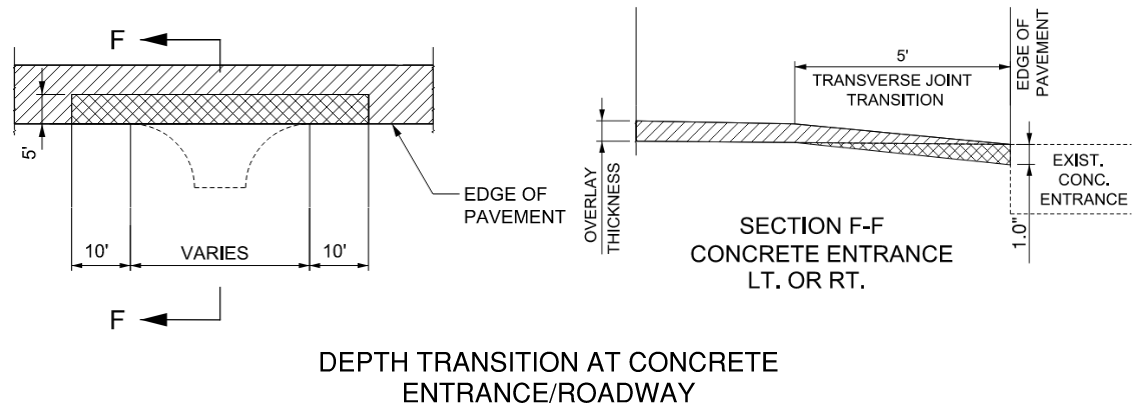 F
5'
10'
VARIES
10'
EDGE OF
PAVEMENT
F
5'
TRANSVERSE JOINT
TRANSITION
EDGE OF
PAVEMENT
OVERLAY
THICKNESS
EXIST.
CONC.
ENTRANCE
1.0"
SECTION F-F
CONCRETE ENTRANCE
LT. OR RT.
DEPTH TRANSITION AT CONCRETE
ENTRANCE/ROADWAY